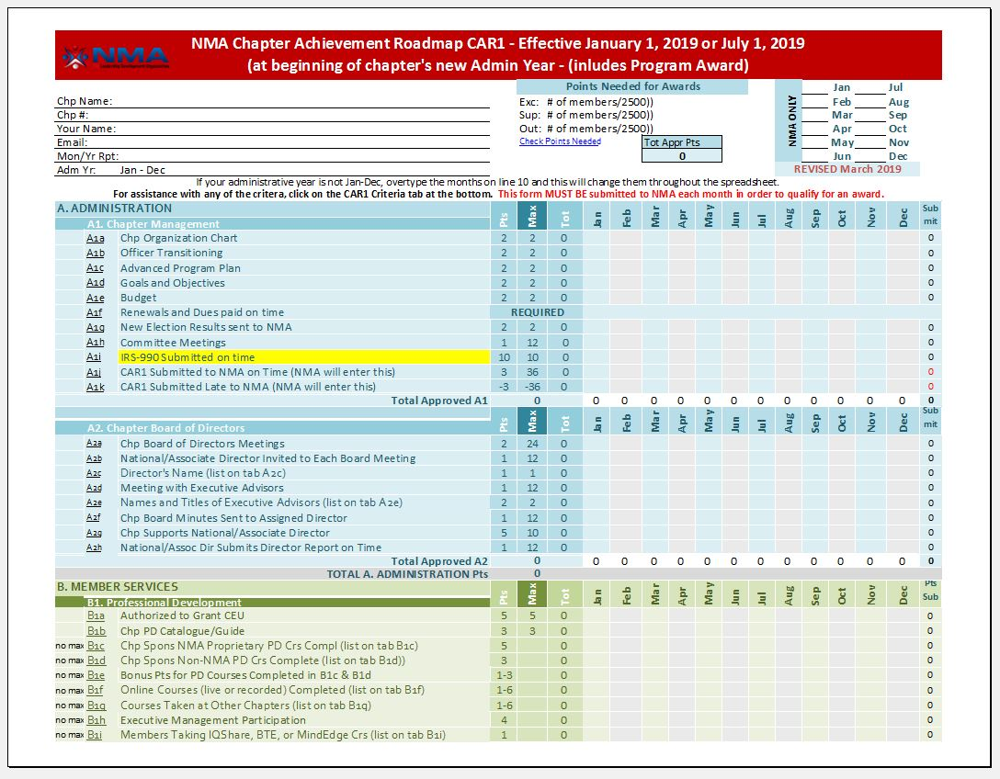 NMA Chapter Achievement Roadmap CAR1 - Effective January 1, 2019 or July 1, 2019
NMA
(at beginning of chapter's new Admin Year - (inludes Program Award)
Points Needed for Awards
Jan Jul
Chp Name: Exc: # of members/2500)) Feb Aug
Chp #: Sup: # of members/2500)) Mar Sep
Your Name: Out: # of members/2500)) Apr Oct
Email: Check Points Needed Tot Appr Pts May Nov
Mon/Yr Rpt: 0 Jun Dec
NMA ONLY
Adm Yr: Jan - Dec REVISED March 2019
If your administrative year is not Jan-Dec, overtype the months on line 10 and this will change them throughout the spreadsheet.
For assistance with any of the critera, click on the CAR1 Criteria tab at the bottom. This form MUST BE submitted to NMA each month in order to qualify for an award.
A. ADMINISTRATION Pts Max Tot Jan Feb Mar Apr May Jun Jul Aug Sep Oct Nov Dec Sub mit
A1. Chapter Management
A1a Chp Organization Chart 2 2 0 0
A1b Officer Transitioning 2 2 0 0
A1c Advanced Program Plan 2 2 0 0
A1d Goals and Objectives 2 2 0 0
A1e Budget 2 2 0 0
A1f Renewals and Dues paid on time REQUIRED
A1g New Election Results sent to NMA 2 2 0 0
A1h Committee Meetings 1 12 0 0
A1i IRS-990 Submitted on time 10 10 0 0
A1j CAR1 Submitted to NMA on Time (NMA will enter this) 3 36 0 0
A1k CAR1 Submitted Late to NMA (NMA will enter this) -3 -36 0 0
Total Approved A1 0 0 0 0 0 0 0 0 0 0 0 0 0 0
Pts Max Tot Jan Feb Mar Apr May Jun Jul Aug Sep Oct Nov Dec Sub mit
A2. Chapter Board of Directors
A2a Chp Board of Directors Meetings 2 24 0 0
A2b National/Associate Director Invited to Each Board Meeting 1 12 0 0
A2c Director's Name (list on tab A2c) 1 1 0 0
A2d Meeting with Executive Advisors 1 12 0 0
A2e Names and Titles of Executive Advisors (list on tab A2e) 2 2 0 0
A2f Chp Board Minutes Sent to Assigned Director 1 12 0 0
A2g Chp Supports National/Associate Director 5 10 0 0
A2h National/Assoc Dir Submits Director Report on Time 1 12 0 0
Total Approved A2 0 0 0 0 0 0 0 0 0 0 0 0 0 0
TOTAL A. ADMINISTRATION Pts 0
B. MEMBER SERVICES Pts Max Tot Jan Feb Mar Apr May Jun Jul Aug Sep Oct Nov Dec Pts Sub
B1. Professional Development
B1a Authorized to Grant CEU 5 5 0 0
B1b Chp PD Catalogue/Guide 3 3 0 0
no max B1c Chp Spons NMA Proprietary PD Crs Compl (list on tab B1c) 5 0 0
no max B1d Chp Spons Non-NMA PD Crs Complete (list on tab B1d)) 3 0 0
no max B1e Bonus Pts for PD Courses Completed in B1c & B1d 1-3 0 0
no max B1f Online Courses (live or recorded) Completed (list on tab B1f) 1-6 0 0
no max B1g Courses Taken at Other Chapters (list on tab B1g) 1-6 0 0
no max B1h Executive Management Participation 4 0 0
no max B1i Members Taking IQShare, BTE, or MindEdge Crs (list on tab B1i) 1 0 0